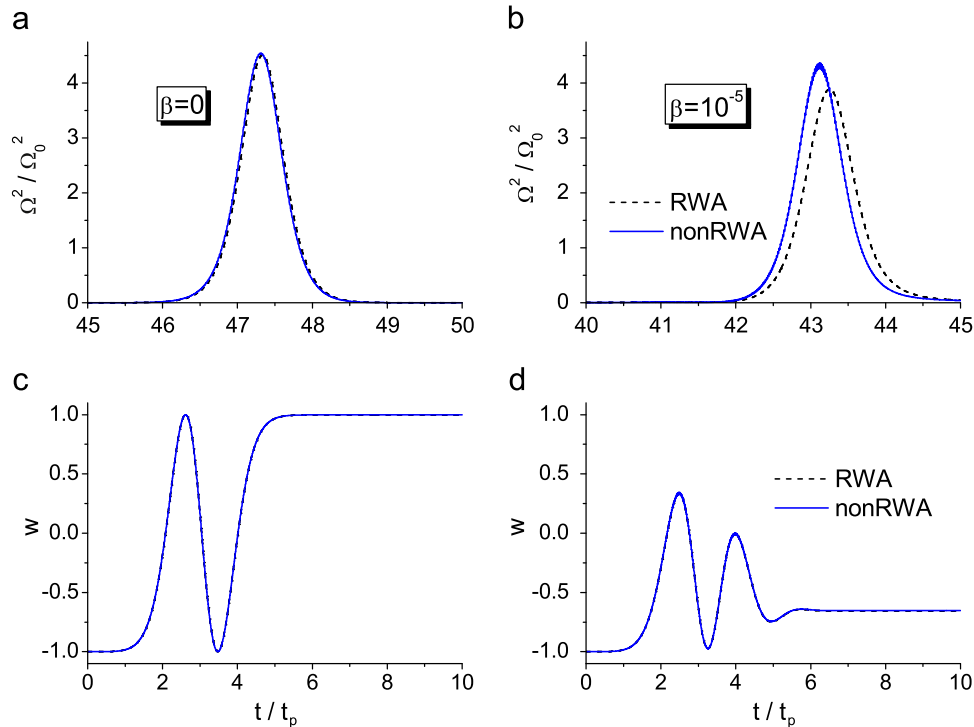 a
β=0
Ω² / Ω₀²
4
3
2
1
0
45 46 47 48 49 50
b
β=10⁻⁵
Ω² / Ω₀²
4
3
2
1
0
RWA
nonRWA
40 41 42 43 44 45
c
w
1.0
0.5
0.0
-0.5
-1.0
0 2 4 6 8 10
t / tₚ
d
w
1.0
0.5
0.0
-0.5
-1.0
RWA
nonRWA
0 2 4 6 8 10
t / tₚ